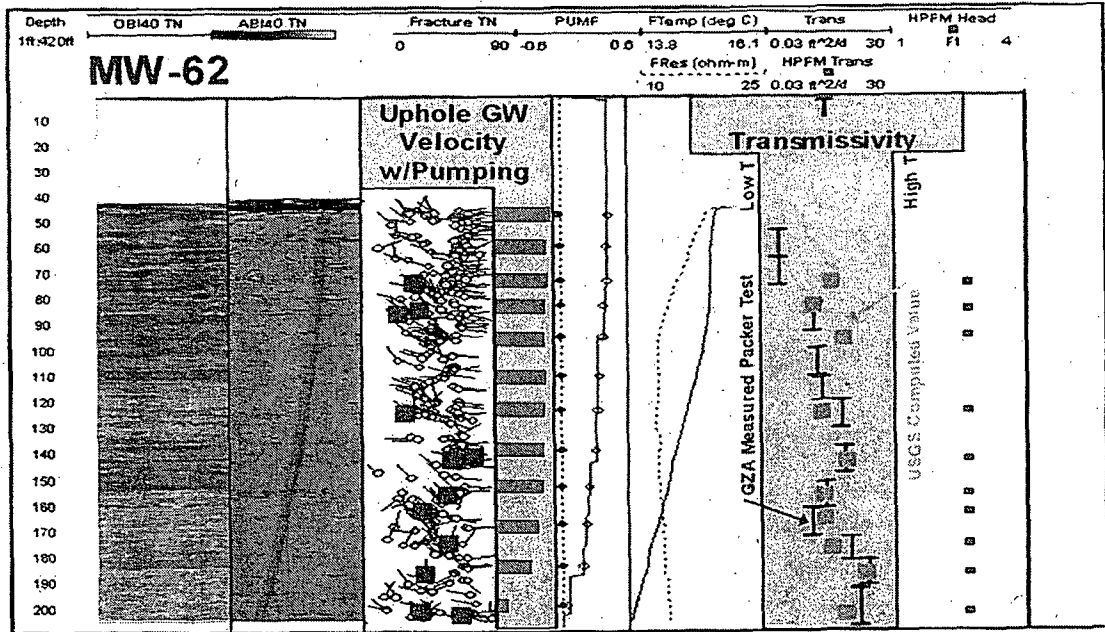 Depth
1ft:420ft
OBI40 TN
ABI40 TN
Fracture TN
0 90
PUMP
-0.6 0.6
FTemp (deg C)
13.8 16.1
FRes (ohm-m)
10 25
Trans
0.03 ft^2/d 30
HPFM Trans
0.03 ft^2/d 30
HPFM Head
1 F1 4
MW-62
Uphole GW
Velocity
w/Pumping
T
Transmissivity
Low T
High T
GZA Measured Packer Test
USGS Computed Value
10
20
30
40
50
60
70
80
90
100
110
120
130
140
150
160
170
180
190
200